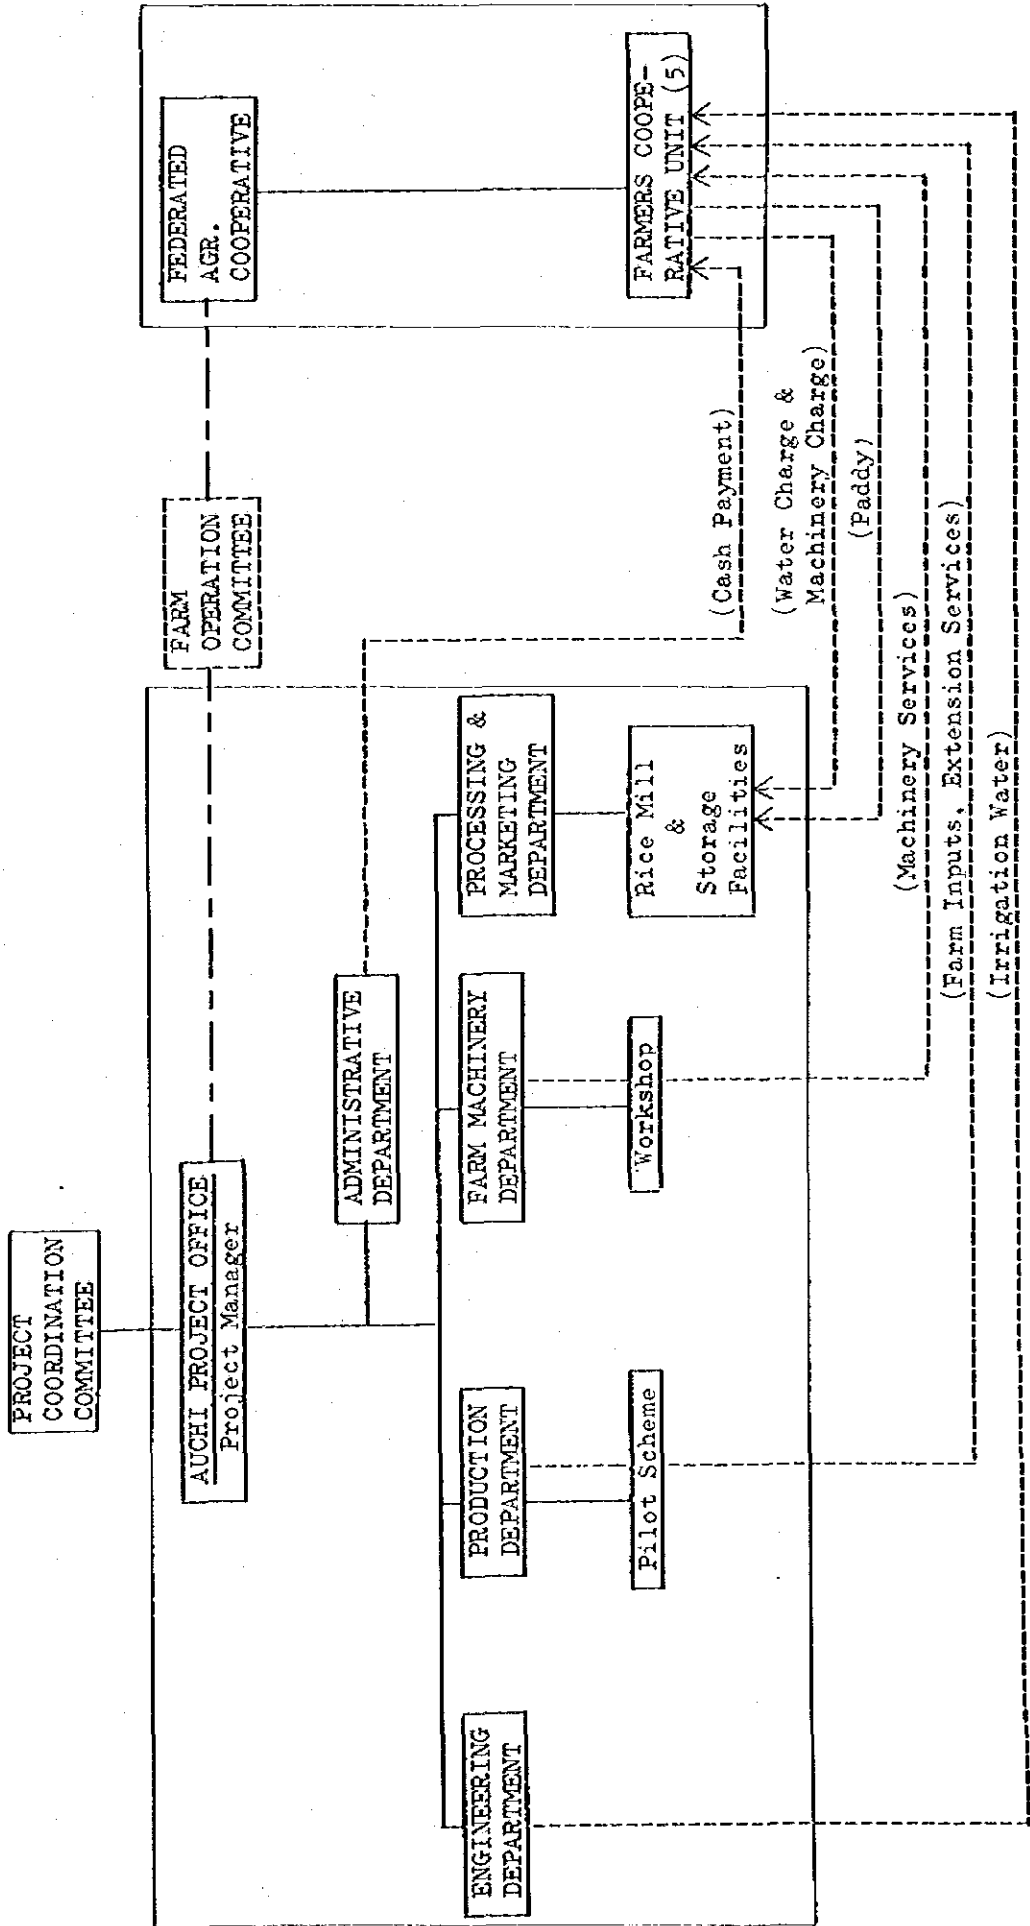 PROJECT
COORDINATION
COMMITTEE
AUCHI PROJECT OFFICE
Project Manager
FARM
OPERATION
COMMITTEE
FEDERATED
AGR.
COOPERATIVE
ADMINISTRATIVE
DEPARTMENT
ENGINEERING
DEPARTMENT
PRODUCTION
DEPARTMENT
FARM MACHINERY
DEPARTMENT
PROCESSING &
MARKETING
DEPARTMENT
Pilot Scheme
Workshop
Rice Mill
&
Storage
Facilities
FARMERS COOPE-
RATIVE UNIT (5)
(Cash Payment)
(Water Charge &
Machinery Charge)
(Paddy)
(Machinery Services)
(Farm Inputs, Extension Services)
(Irrigation Water)